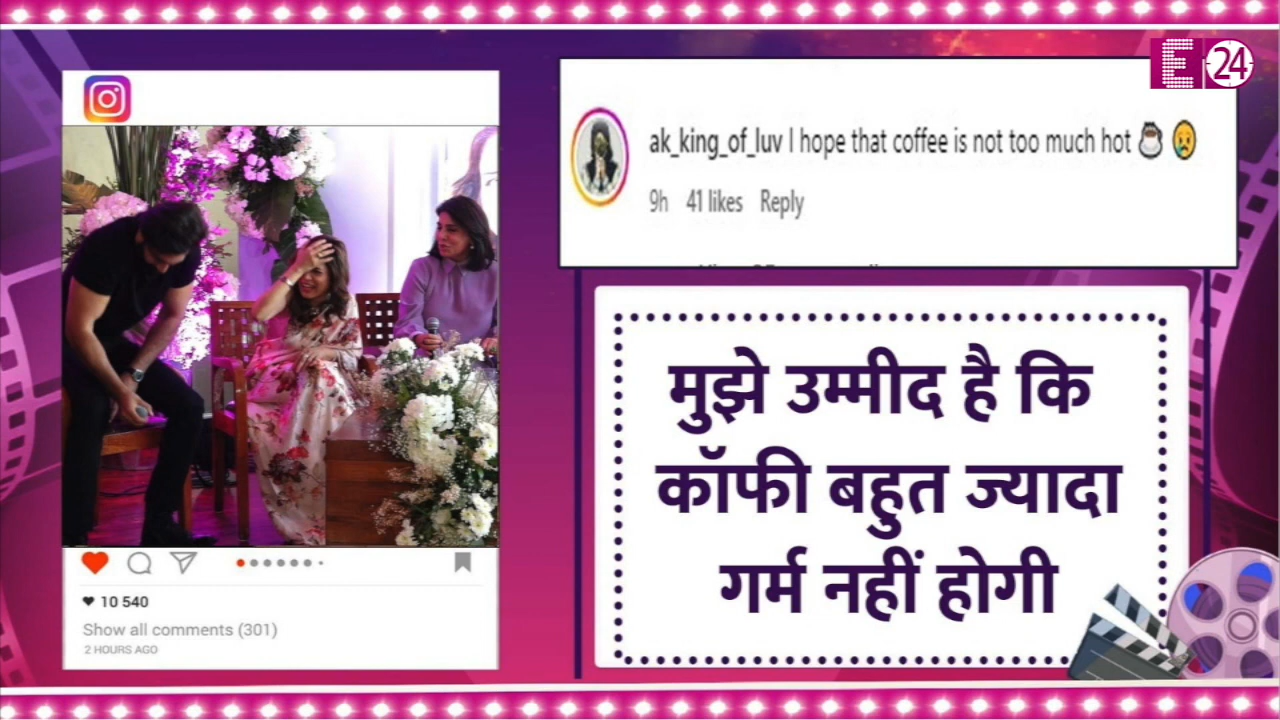 E 24
ak_king_of_luv I hope that coffee is not too much hot ☕ 😢
9h 41 likes Reply
मुझे उम्मीद है कि
कॉफी बहुत ज्यादा
गर्म नहीं होगी
10 540
Show all comments (301)
2 HOURS AGO